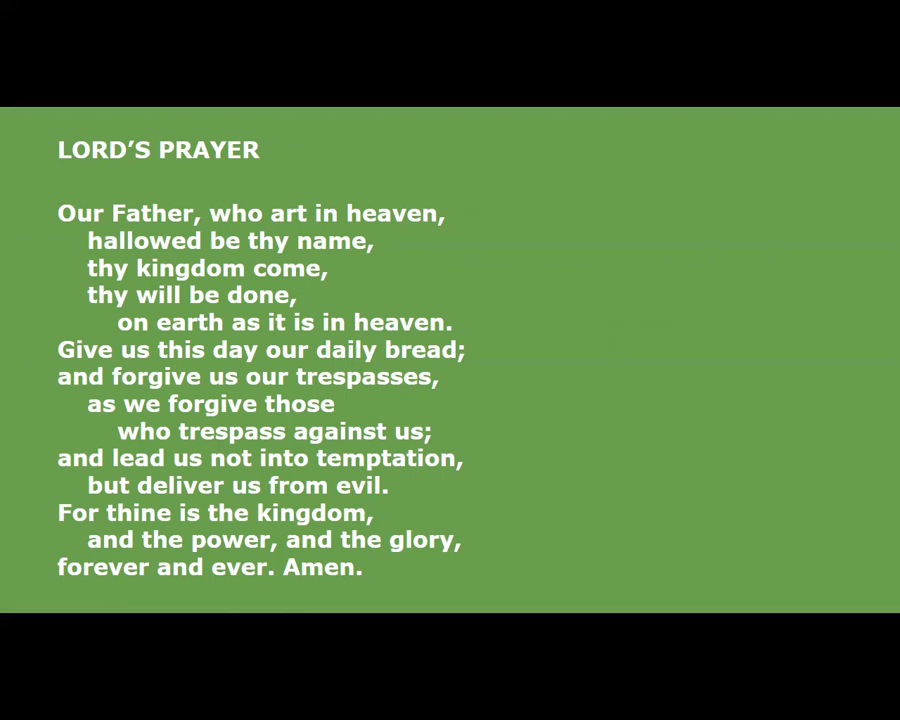 LORD’S PRAYER
Our Father, who art in heaven,
hallowed be thy name,
thy kingdom come,
thy will be done,
on earth as it is in heaven.
Give us this day our daily bread;
and forgive us our trespasses,
as we forgive those
who trespass against us;
and lead us not into temptation,
but deliver us from evil.
For thine is the kingdom,
and the power, and the glory,
forever and ever. Amen.